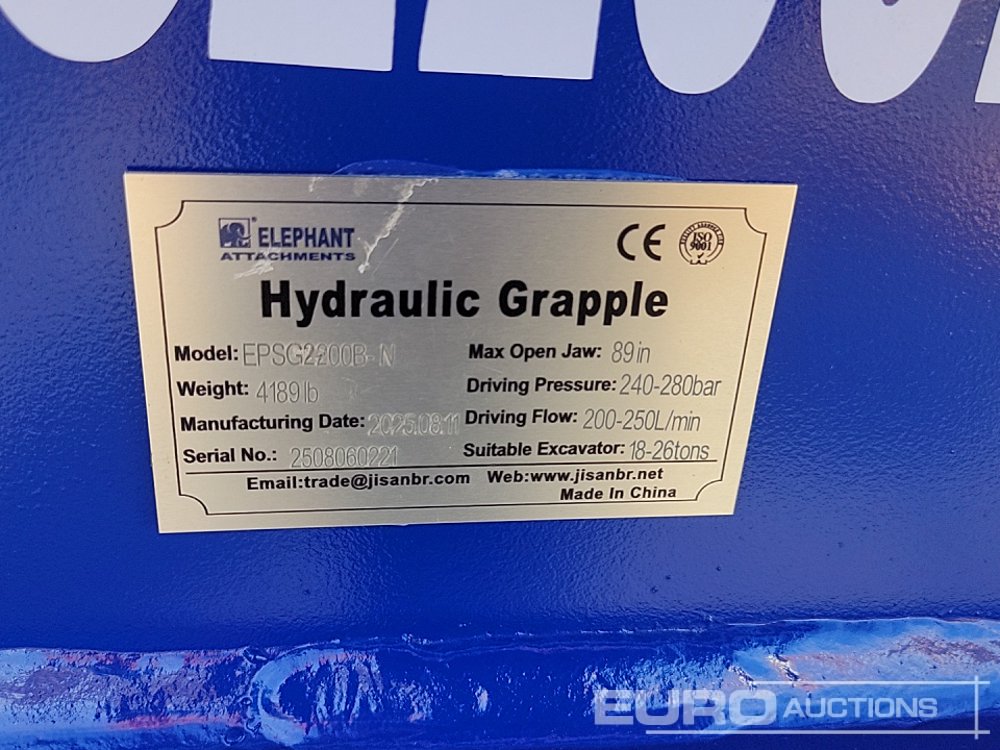 ELEPHANT
ATTACHMENTS
CE
ISO
9001
Hydraulic Grapple
Model: EPSG2200B-N
Max Open Jaw: 89in
Weight: 4189lb
Driving Pressure: 240-280bar
Manufacturing Date: 2025.08.11
Driving Flow: 200-250L/min
Serial No.: 2508060221
Suitable Excavator: 18-26tons
Email:trade@jisanbr.com Web:www.jisanbr.net
Made In China
EURO AUCTIONS